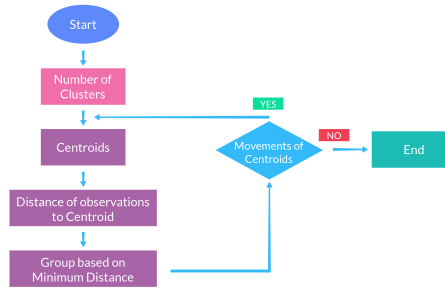 Start
Number of
Clusters
YES
Centroids
Movements of
Centroids
NO
End
Distance of observations
to Centroid
Group based on
Minimum Distance